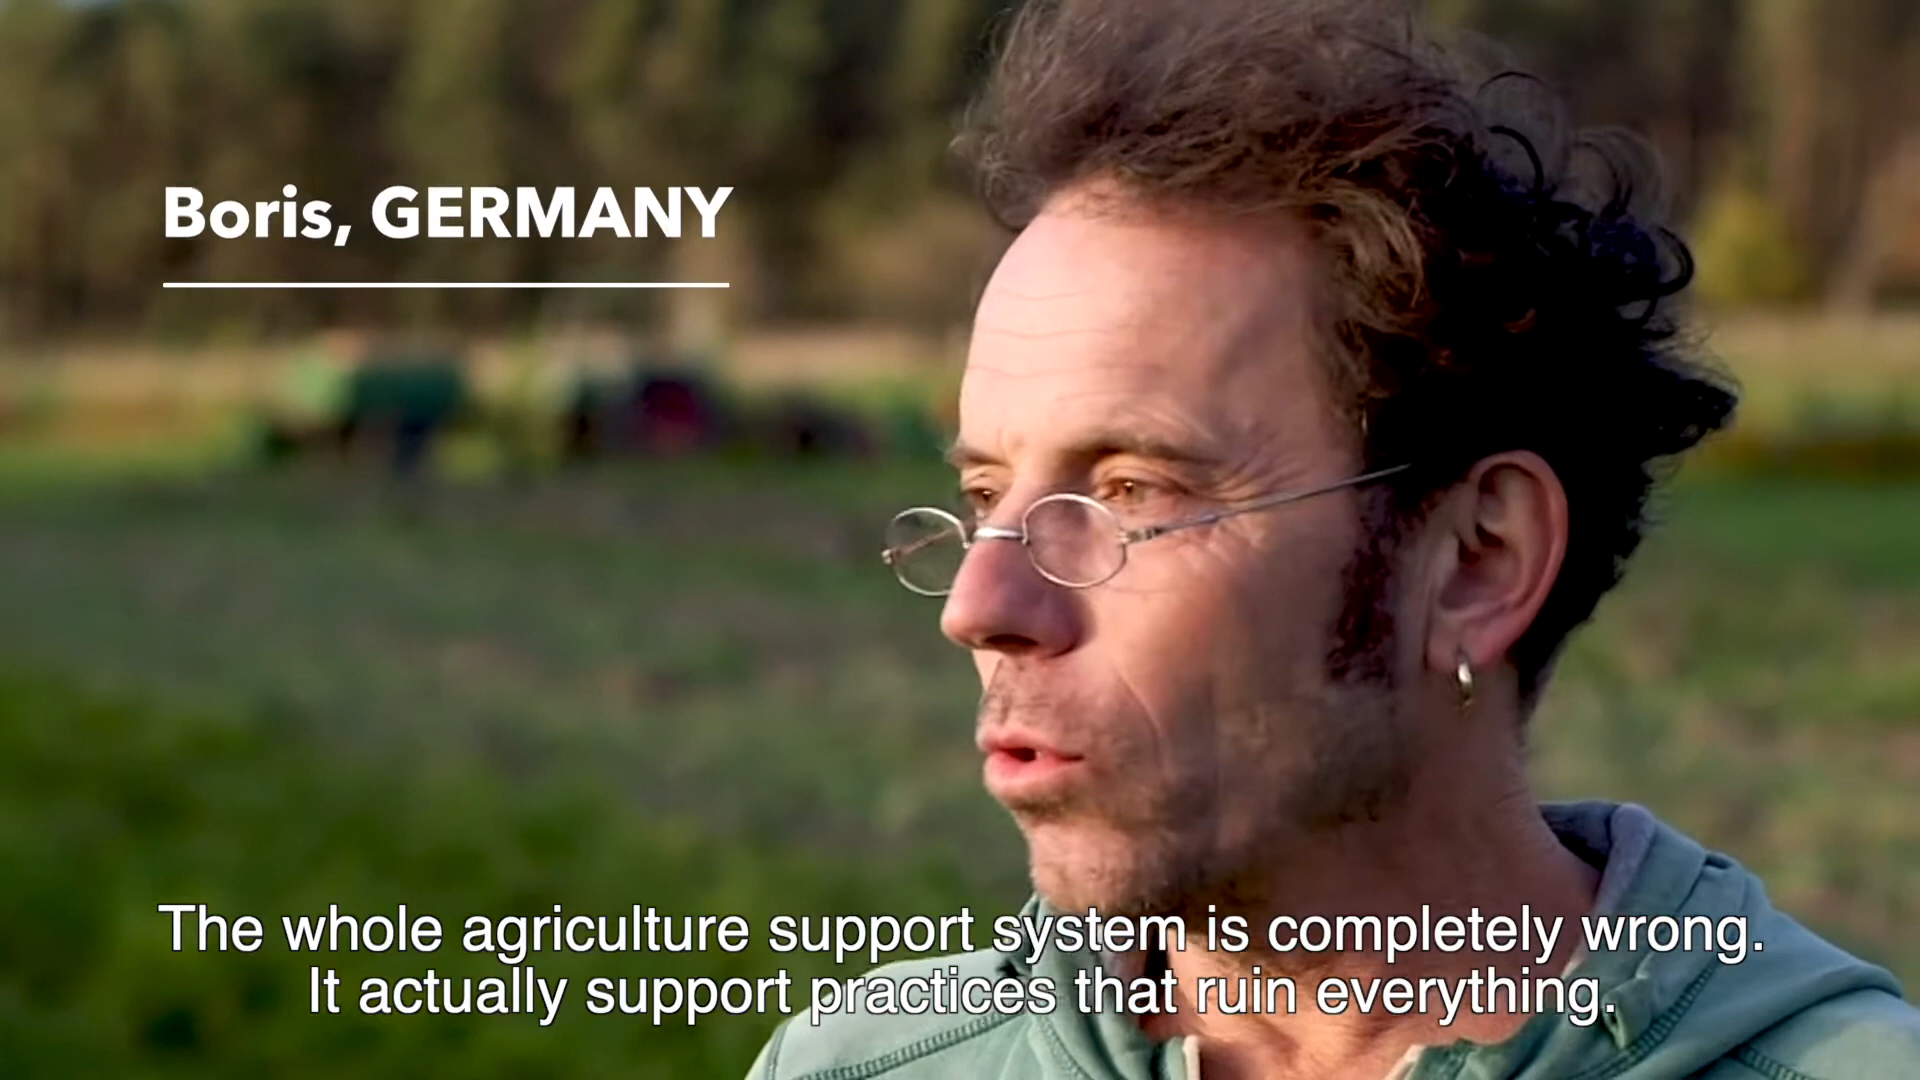 Boris, GERMANY
The whole agriculture support system is completely wrong.
It actually support practices that ruin everything.